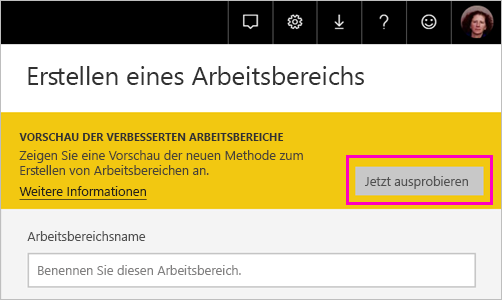 Erstellen eines Arbeitsbereichs
VORSCHAU DER VERBESSERTEN ARBEITSBEREICHE
Zeigen Sie eine Vorschau der neuen Methode zum
Erstellen von Arbeitsbereichen an.
Weitere Informationen
Jetzt ausprobieren
Arbeitsbereichsname
Benennen Sie diesen Arbeitsbereich.